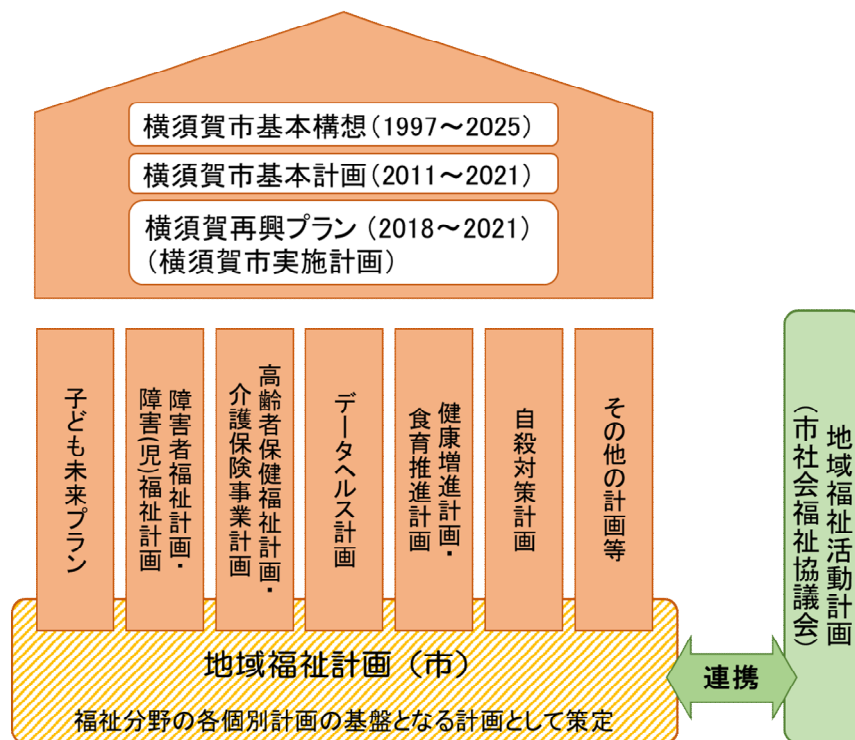 横須賀市基本構想（1997～2025）
横須賀市基本計画（2011～2021）
横須賀再興プラン（2018～2021）
（横須賀市実施計画）
子ども未来プラン
障害者福祉計画・
障害（児）福祉計画
高齢者保健福祉計画・
介護保険事業計画
データヘルス計画
健康増進計画・
食育推進計画
自殺対策計画
その他の計画等
地域福祉活動計画
（市社会福祉協議会）
地域福祉計画（市）
連携
福祉分野の各個別計画の基盤となる計画として策定